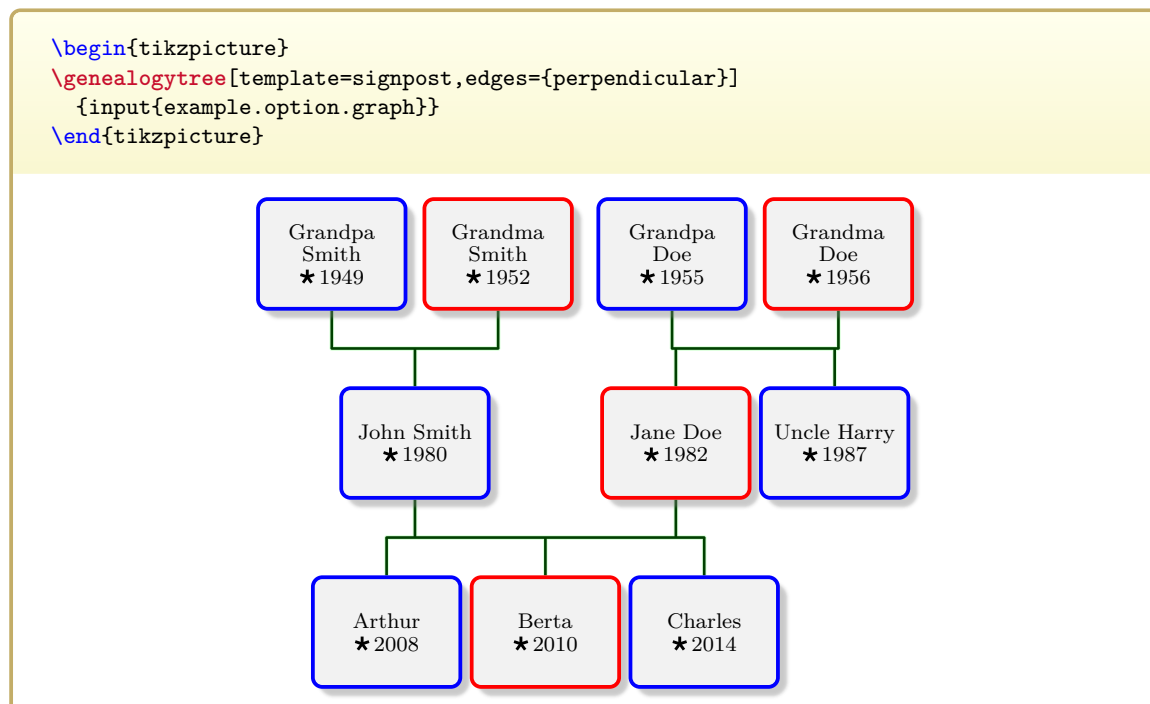 \begin{tikzpicture}
\genealogytree[template=signpost,edges={perpendicular}]
  {input{example.option.graph}}
\end{tikzpicture}
Grandpa
Smith
★1949
Grandma
Smith
★1952
Grandpa
Doe
★1955
Grandma
Doe
★1956
John Smith
★1980
Jane Doe
★1982
Uncle Harry
★1987
Arthur
★2008
Berta
★2010
Charles
★2014